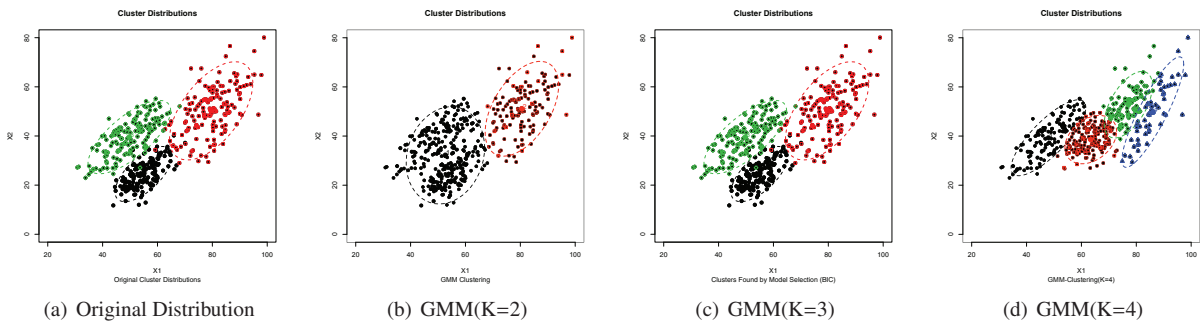 Cluster Distributions
X2
0
20
40
60
80
20
40
60
80
100
X1
Original Cluster Distributions
(a) Original Distribution
Cluster Distributions
X2
0
20
40
60
80
20
40
60
80
100
X1
GMM Clustering
(b) GMM(K=2)
Cluster Distributions
X2
0
20
40
60
80
20
40
60
80
100
X1
Clusters Found by Model Selection (BIC)
(c) GMM(K=3)
Cluster Distributions
X2
0
20
40
60
80
20
40
60
80
100
X1
GMM-Clustering(K=4)
(d) GMM(K=4)